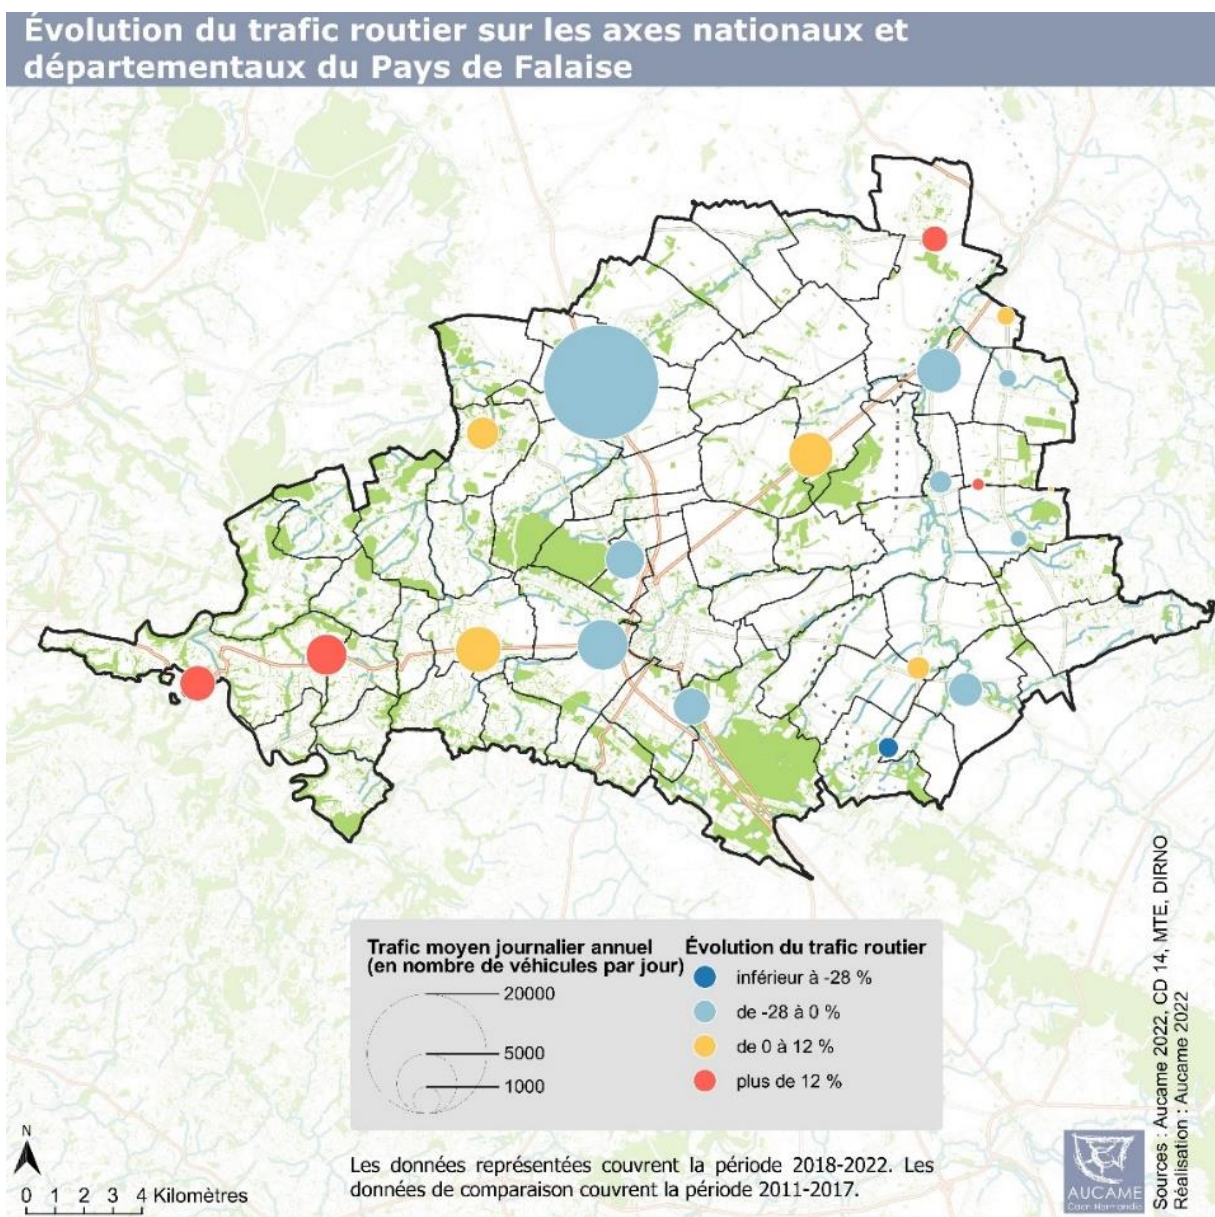 Évolution du trafic routier sur les axes nationaux et
départementaux du Pays de Falaise
Trafic moyen journalier annuel
(en nombre de véhicules par jour)
20000
5000
1000
Évolution du trafic routier
inférieur à -28 %
de -28 à 0 %
de 0 à 12 %
plus de 12 %
Sources : Aucame 2022, CD 14, MTE, DIRNO
Réalisation : Aucame 2022
N
0 1 2 3 4 Kilomètres
Les données représentées couvrent la période 2018-2022. Les
données de comparaison couvrent la période 2011-2017.
AUCAME
Caen Normandie